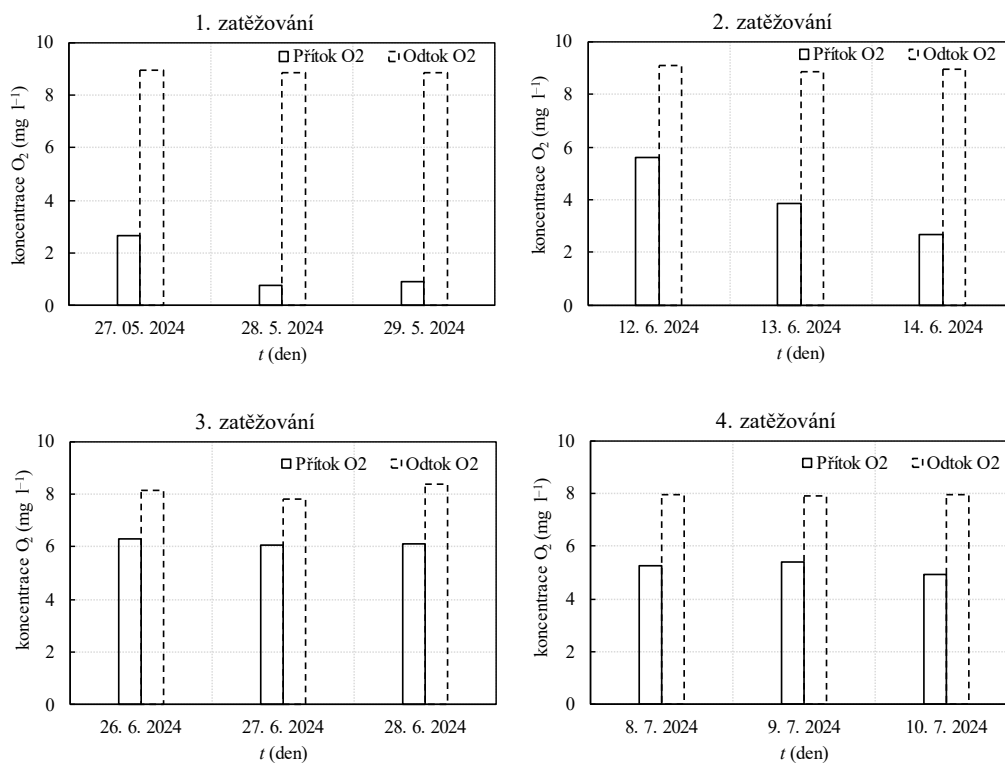 1. zatěžování
Přítok O2 Odtok O2
koncentrace O₂ (mg l⁻¹)
10
8
6
4
2
0
27. 05. 2024 28. 5. 2024 29. 5. 2024
t (den)
2. zatěžování
Přítok O2 Odtok O2
koncentrace O₂ (mg l⁻¹)
10
8
6
4
2
0
12. 6. 2024 13. 6. 2024 14. 6. 2024
t (den)
3. zatěžování
Přítok O2 Odtok O2
koncentrace O₂ (mg l⁻¹)
10
8
6
4
2
0
26. 6. 2024 27. 6. 2024 28. 6. 2024
t (den)
4. zatěžování
Přítok O2 Odtok O2
koncentrace O₂ (mg l⁻¹)
10
8
6
4
2
0
8. 7. 2024 9. 7. 2024 10. 7. 2024
t (den)